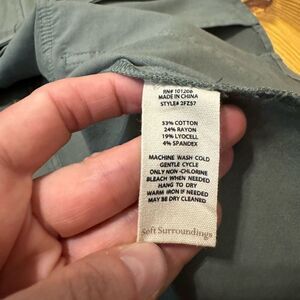 RN# 101206
MADE IN CHINA
STYLE# 2FZ57
53% COTTON
24% RAYON
19% LYOCELL
4% SPANDEX
MACHINE WASH COLD
GENTLE CYCLE
ONLY NON-CHLORINE
BLEACH WHEN NEEDED
HANG TO DRY
WARM IRON IF NEEDED
MAY BE DRY CLEANED
Soft Surroundings